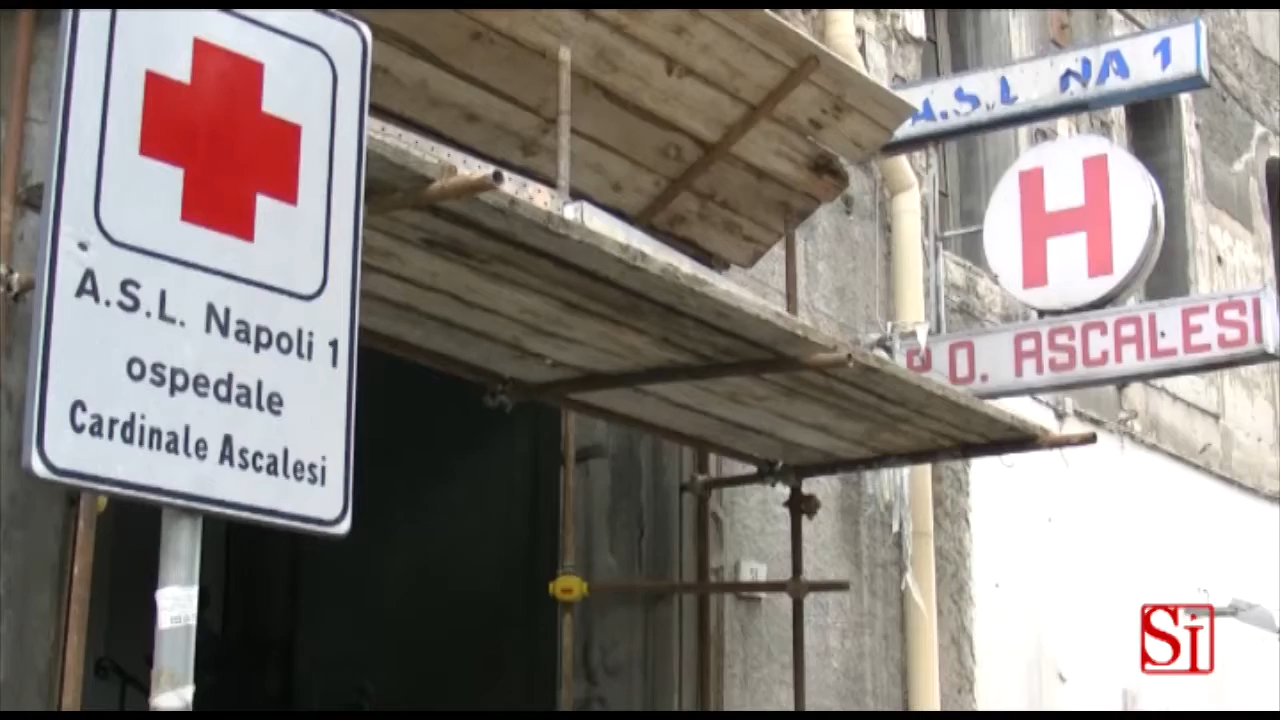 A.S.L. Napoli 1
ospedale
Cardinale Ascalesi
A.S.L NA 1
H
P.O. ASCALESI
Si